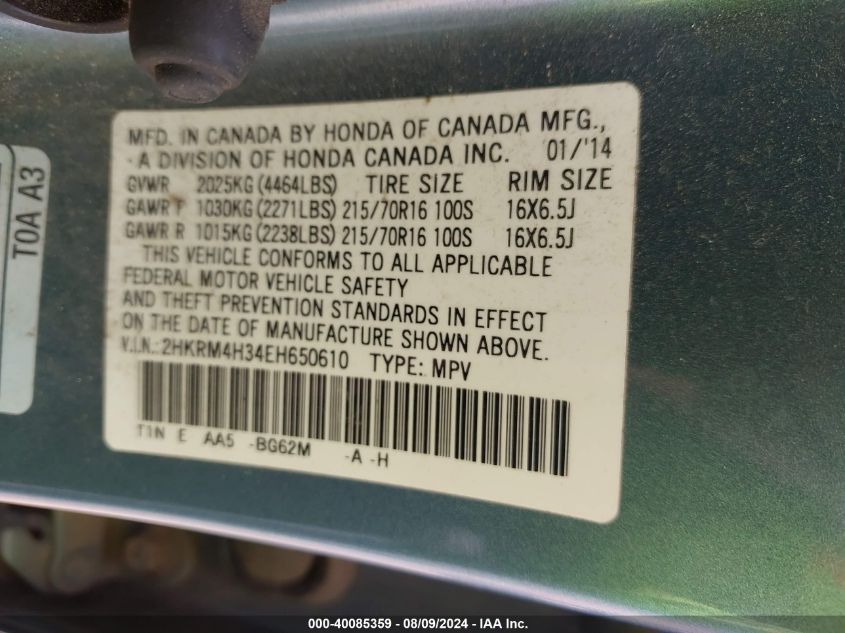 MFD. IN CANADA BY HONDA OF CANADA MFG.,
A DIVISION OF HONDA CANADA INC. 01/'14
GVWR 2025KG (4464LBS) TIRE SIZE RIM SIZE
GAWR F 1030KG (2271LBS) 215/70R16 100S 16X6.5J
GAWR R 1015KG (2238LBS) 215/70R16 100S 16X6.5J
THIS VEHICLE CONFORMS TO ALL APPLICABLE
FEDERAL MOTOR VEHICLE SAFETY
AND THEFT PREVENTION STANDARDS IN EFFECT
ON THE DATE OF MANUFACTURE SHOWN ABOVE.
V.I.N.: 2HKRM4H34EH650610 TYPE: MPV
T1N E AA5 -BG62M -A -H
T0A A3
000-40085359 - 08/09/2024 - IAA Inc.